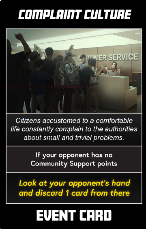 COMPLAINT CULTURE
OWER SERVICE
Citizens accustomed to a comfortable
life constantly complain to the authorities
about small and trivial problems.
If your opponent has no
Community Support points
Look at your opponent's hand
and discard 1 card from there
EVENT CARD